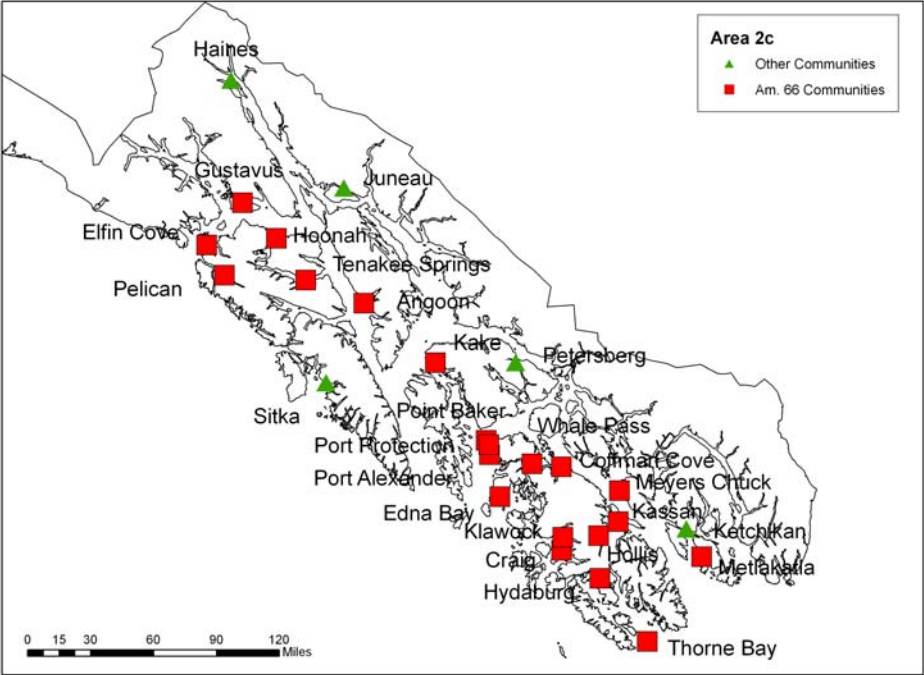 Haines
Area 2c
Other Communities
Am. 66 Communities
Gustavus
Juneau
Elfin Cove
Hoonah
Tenakee Springs
Pelican
Angoon
Kake
Petersberg
Sitka
Point Baker
Whale Pass
Port Protection
Coffman Cove
Port Alexander
Meyers Chuck
Edna Bay
Kassan
Klawock
Ketchikan
Craig
Hollis
Metlakatla
Hydaburg
Thorne Bay
0 15 30 60 90 120
Miles